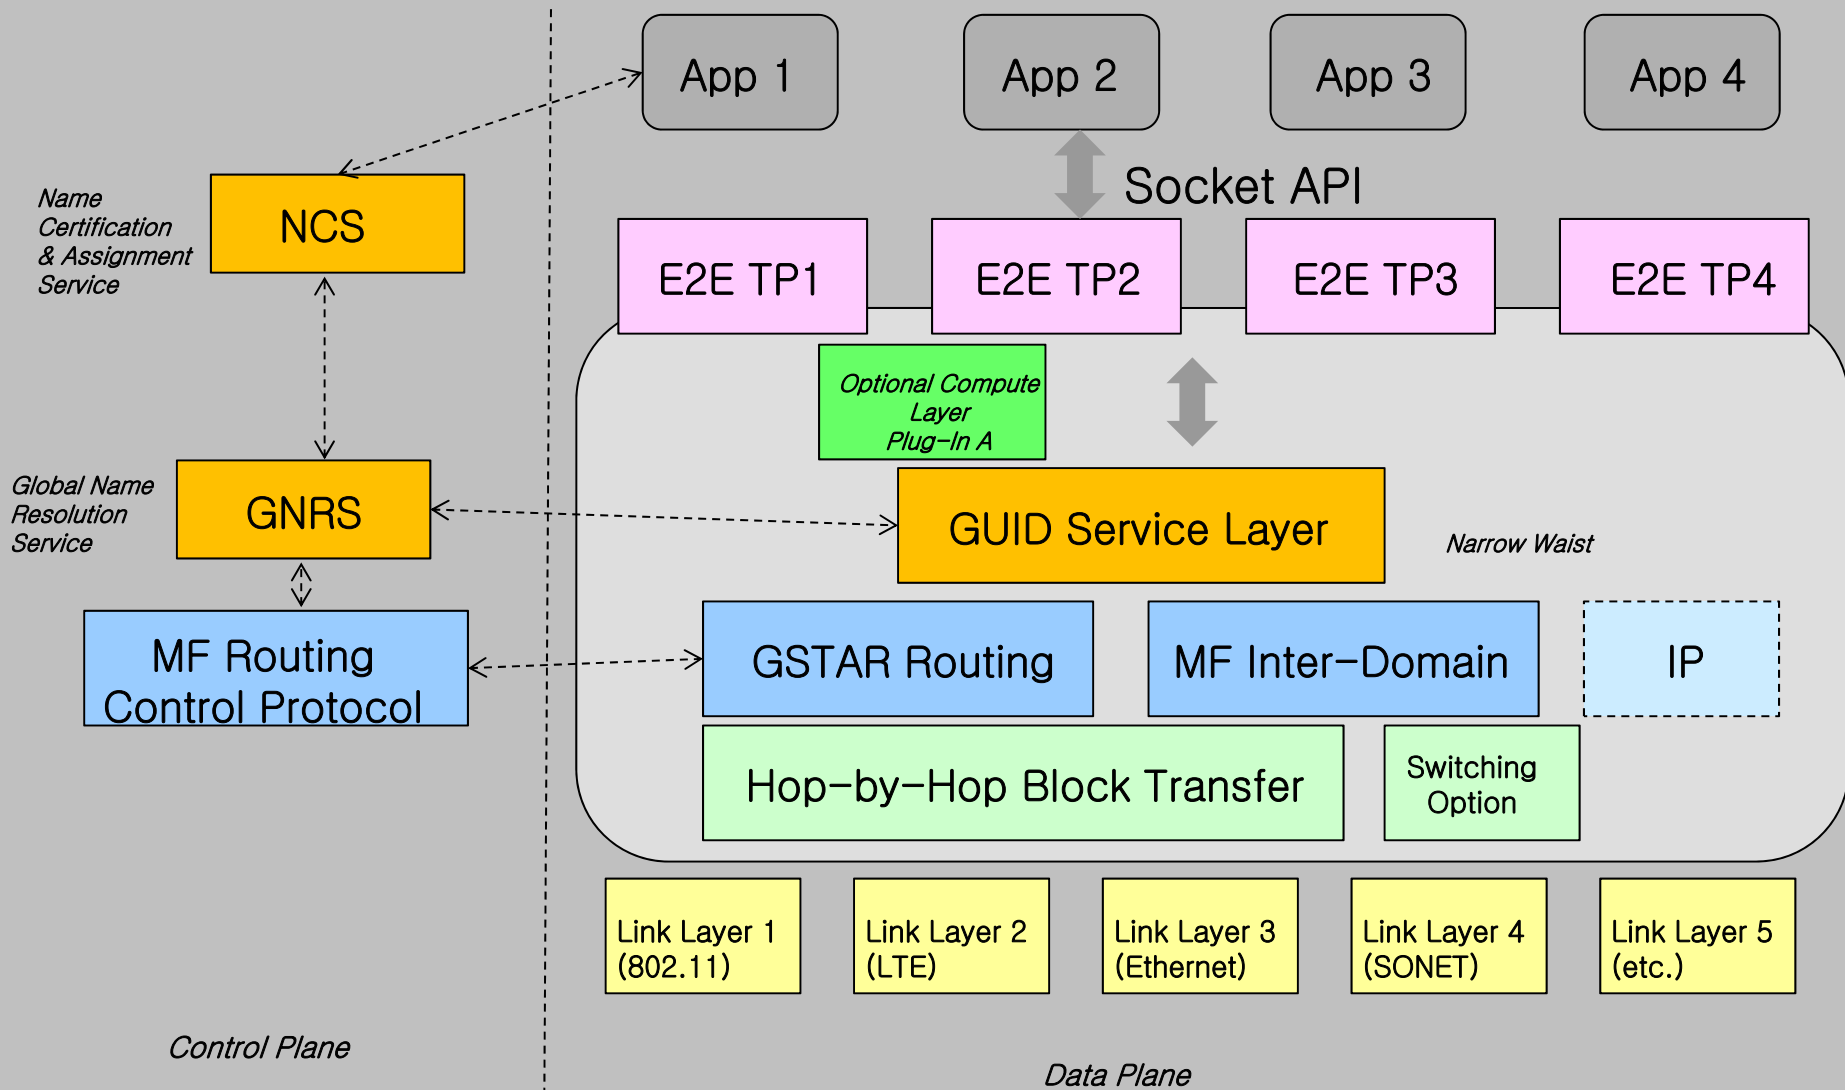 App 1
App 2
App 3
App 4
Socket API
Name
Certification
& Assignment
Service
NCS
E2E TP1
E2E TP2
E2E TP3
E2E TP4
Optional Compute
Layer
Plug-In A
Global Name
Resolution
Service
GNRS
GUID Service Layer
Narrow Waist
MF Routing
Control Protocol
GSTAR Routing
MF Inter-Domain
IP
Hop-by-Hop Block Transfer
Switching
Option
Link Layer 1
(802.11)
Link Layer 2
(LTE)
Link Layer 3
(Ethernet)
Link Layer 4
(SONET)
Link Layer 5
(etc.)
Control Plane
Data Plane